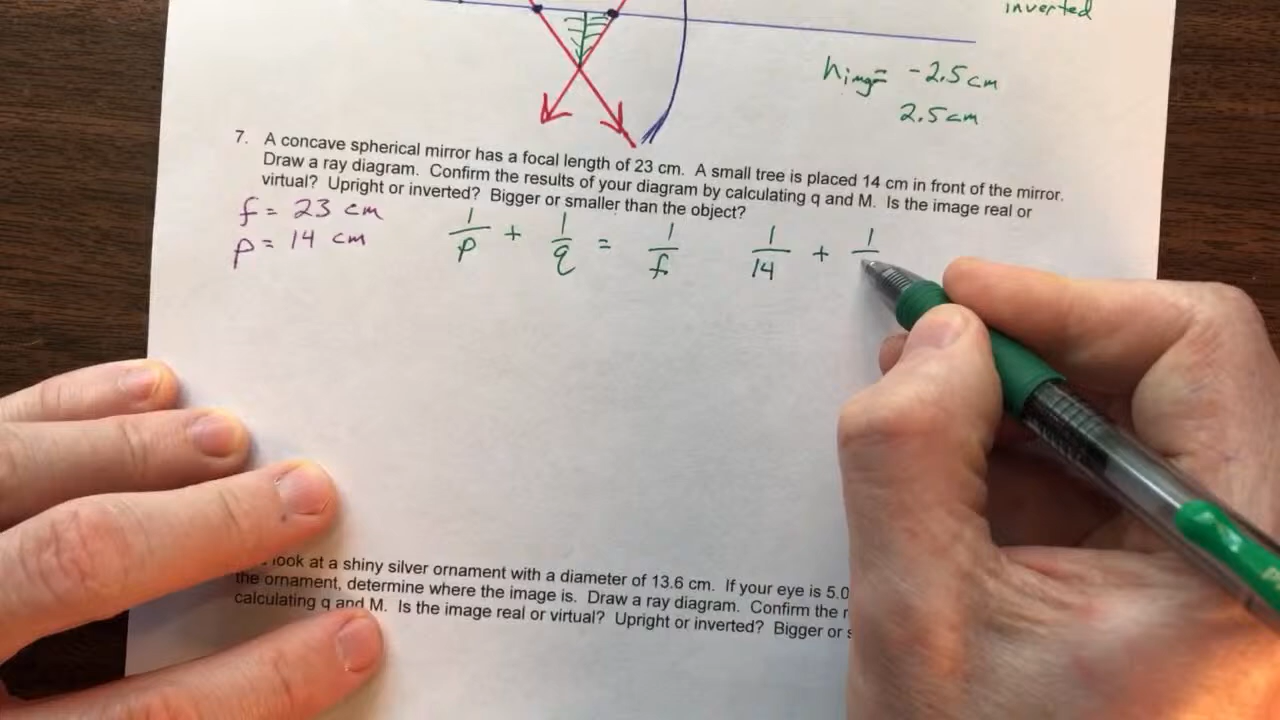 inverted
himg= -2.5cm
2.5cm
7. A concave spherical mirror has a focal length of 23 cm. A small tree is placed 14 cm in front of the mirror.
Draw a ray diagram. Confirm the results of your diagram by calculating q and M. Is the image real or
virtual? Upright or inverted? Bigger or smaller than the object?
f = 23 cm
p = 14 cm
1/p + 1/q = 1/f 1/14 + 1/
look at a shiny silver ornament with a diameter of 13.6 cm. If your eye is 5.0
the ornament, determine where the image is. Draw a ray diagram. Confirm the
calculating q and M. Is the image real or virtual? Upright or inverted? Bigger or